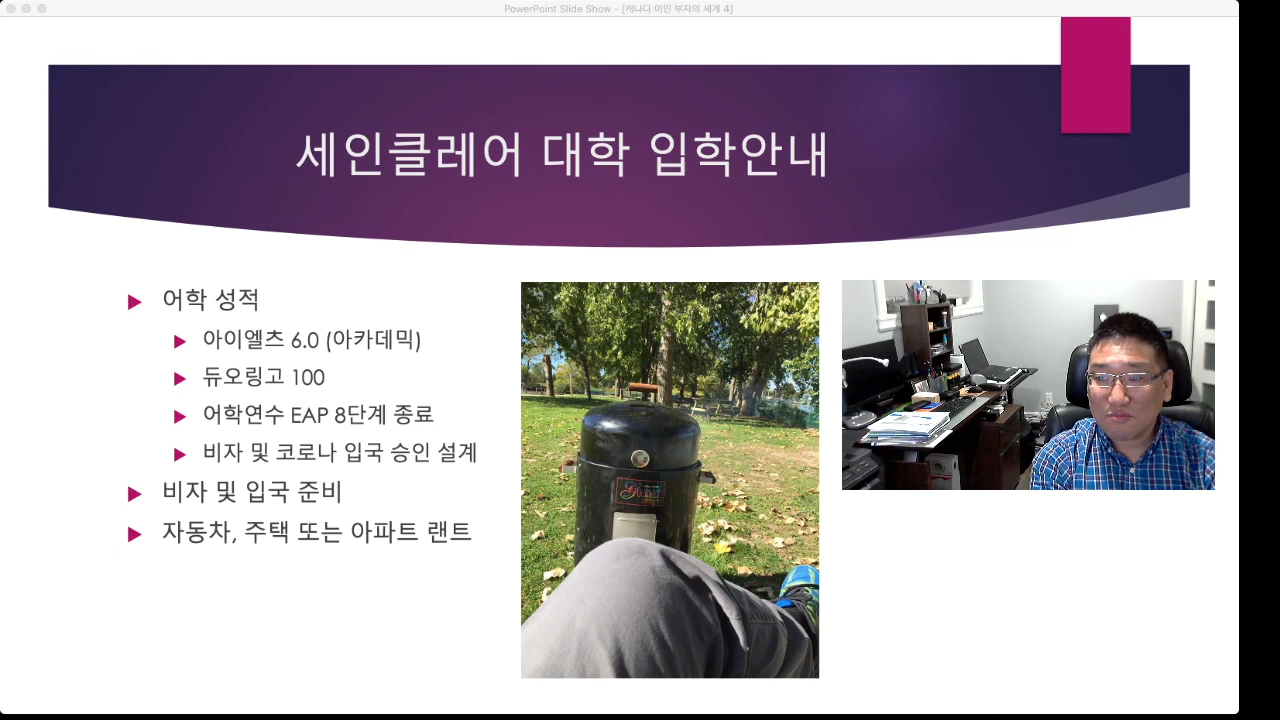 PowerPoint Slide Show - [캐나디 이민 부자의 세계 4]
세인클레어 대학 입학안내
어학 성적
아이엘츠 6.0 (아카데믹)
듀오링고 100
어학연수 EAP 8단계 종료
비자 및 코로나 입국 승인 설계
비자 및 입국 준비
자동차, 주택 또는 아파트 랜트
Gourmet